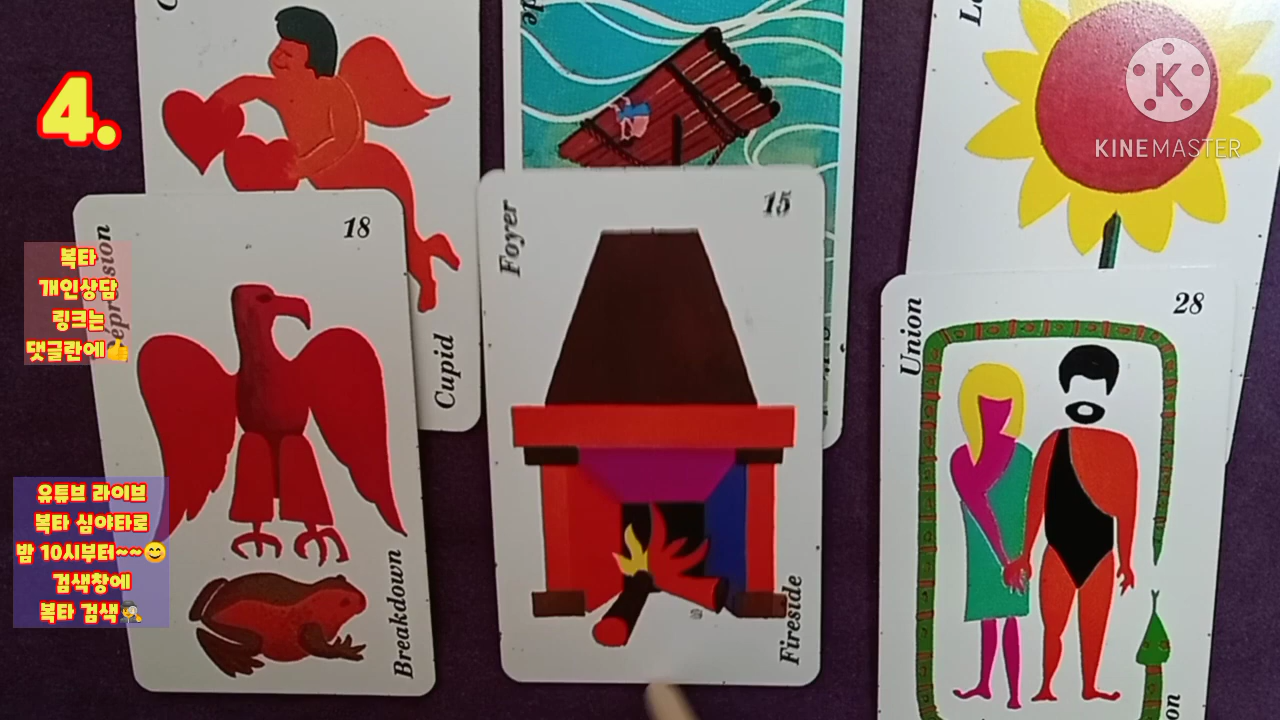 4.
KINEMASTER
Cupid
복타
개인상담
링크는
댓글란에👍
18
Breakdown
Foyer
15
Fireside
Union
28
유튜브 라이브
복타 심야타로
밤 10시부터~~😊
검색창에
복타 검색🕵️